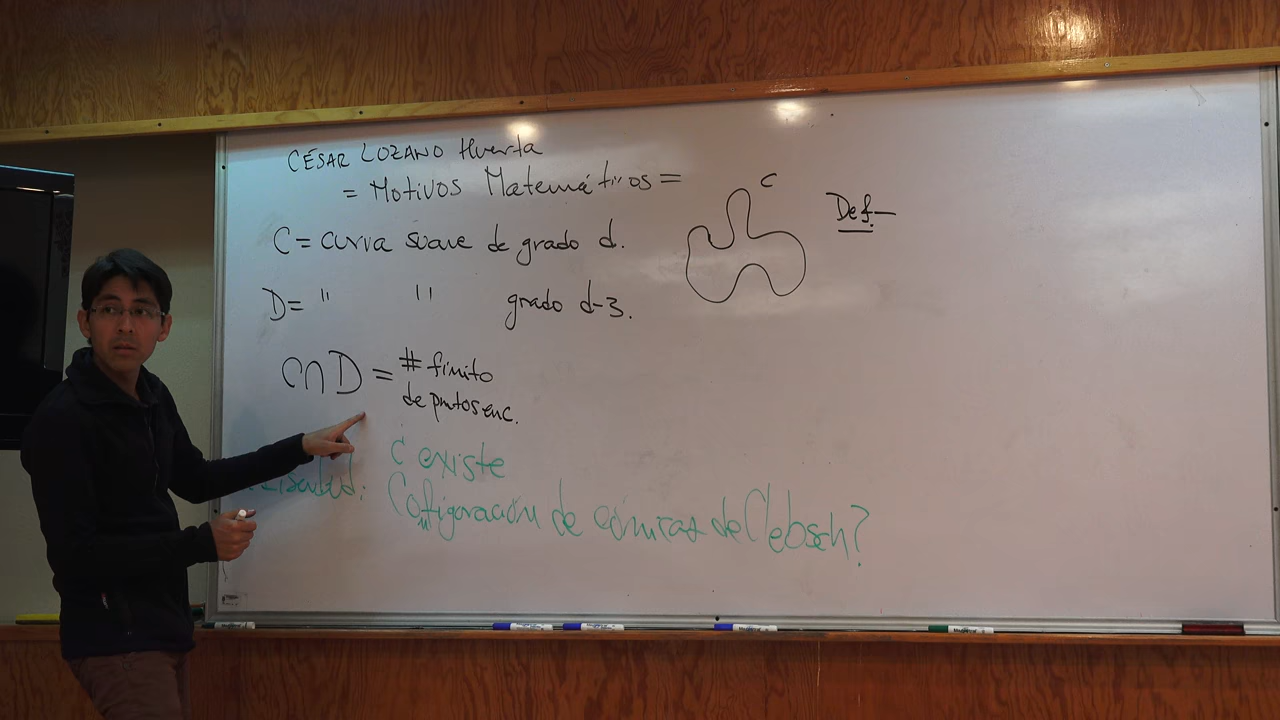 CÉSAR LOZANO Huerta
= Motivos Matemáticos =
C
Def.—
C = curva suave de grado d.
D = " " grado d-3.
C∩D = # finito
de puntos enc.
¿ existe
Configuración de cónicas de Clebsch?